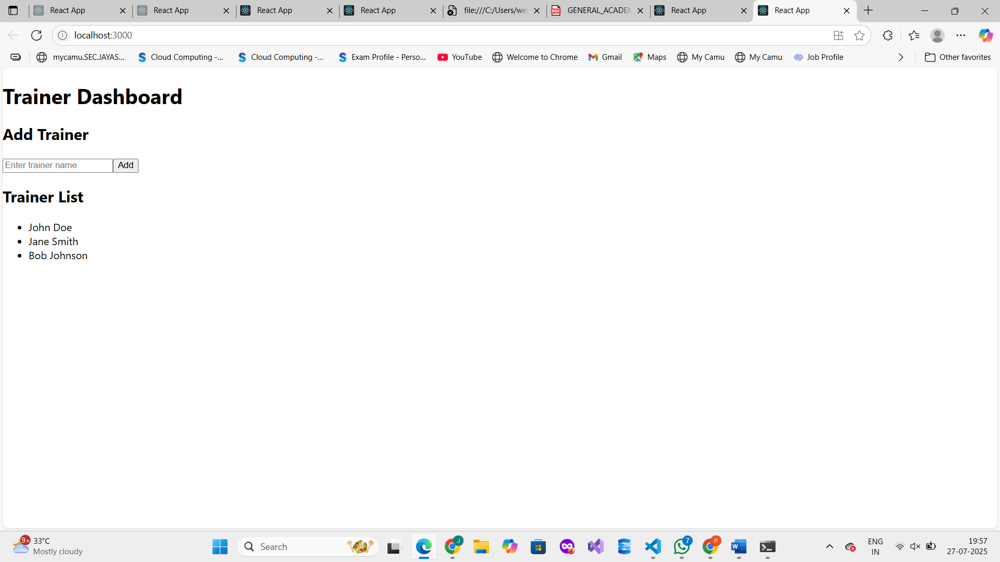 React App
React App
React App
React App
file:///C:/Users/wel
GENERAL_ACADEM
React App
React App
localhost:3000
mycamu.SEC.JAYAS...
Cloud Computing -...
Cloud Computing -...
Exam Profile - Perso...
YouTube
Welcome to Chrome
Gmail
Maps
My Camu
My Camu
Job Profile
Other favorites
Trainer Dashboard
Add Trainer
Enter trainer name
Add
Trainer List
John Doe
Jane Smith
Bob Johnson
9+
33°C
Mostly cloudy
Search
J
7
P
ENG
IN
19:57
27-07-2025